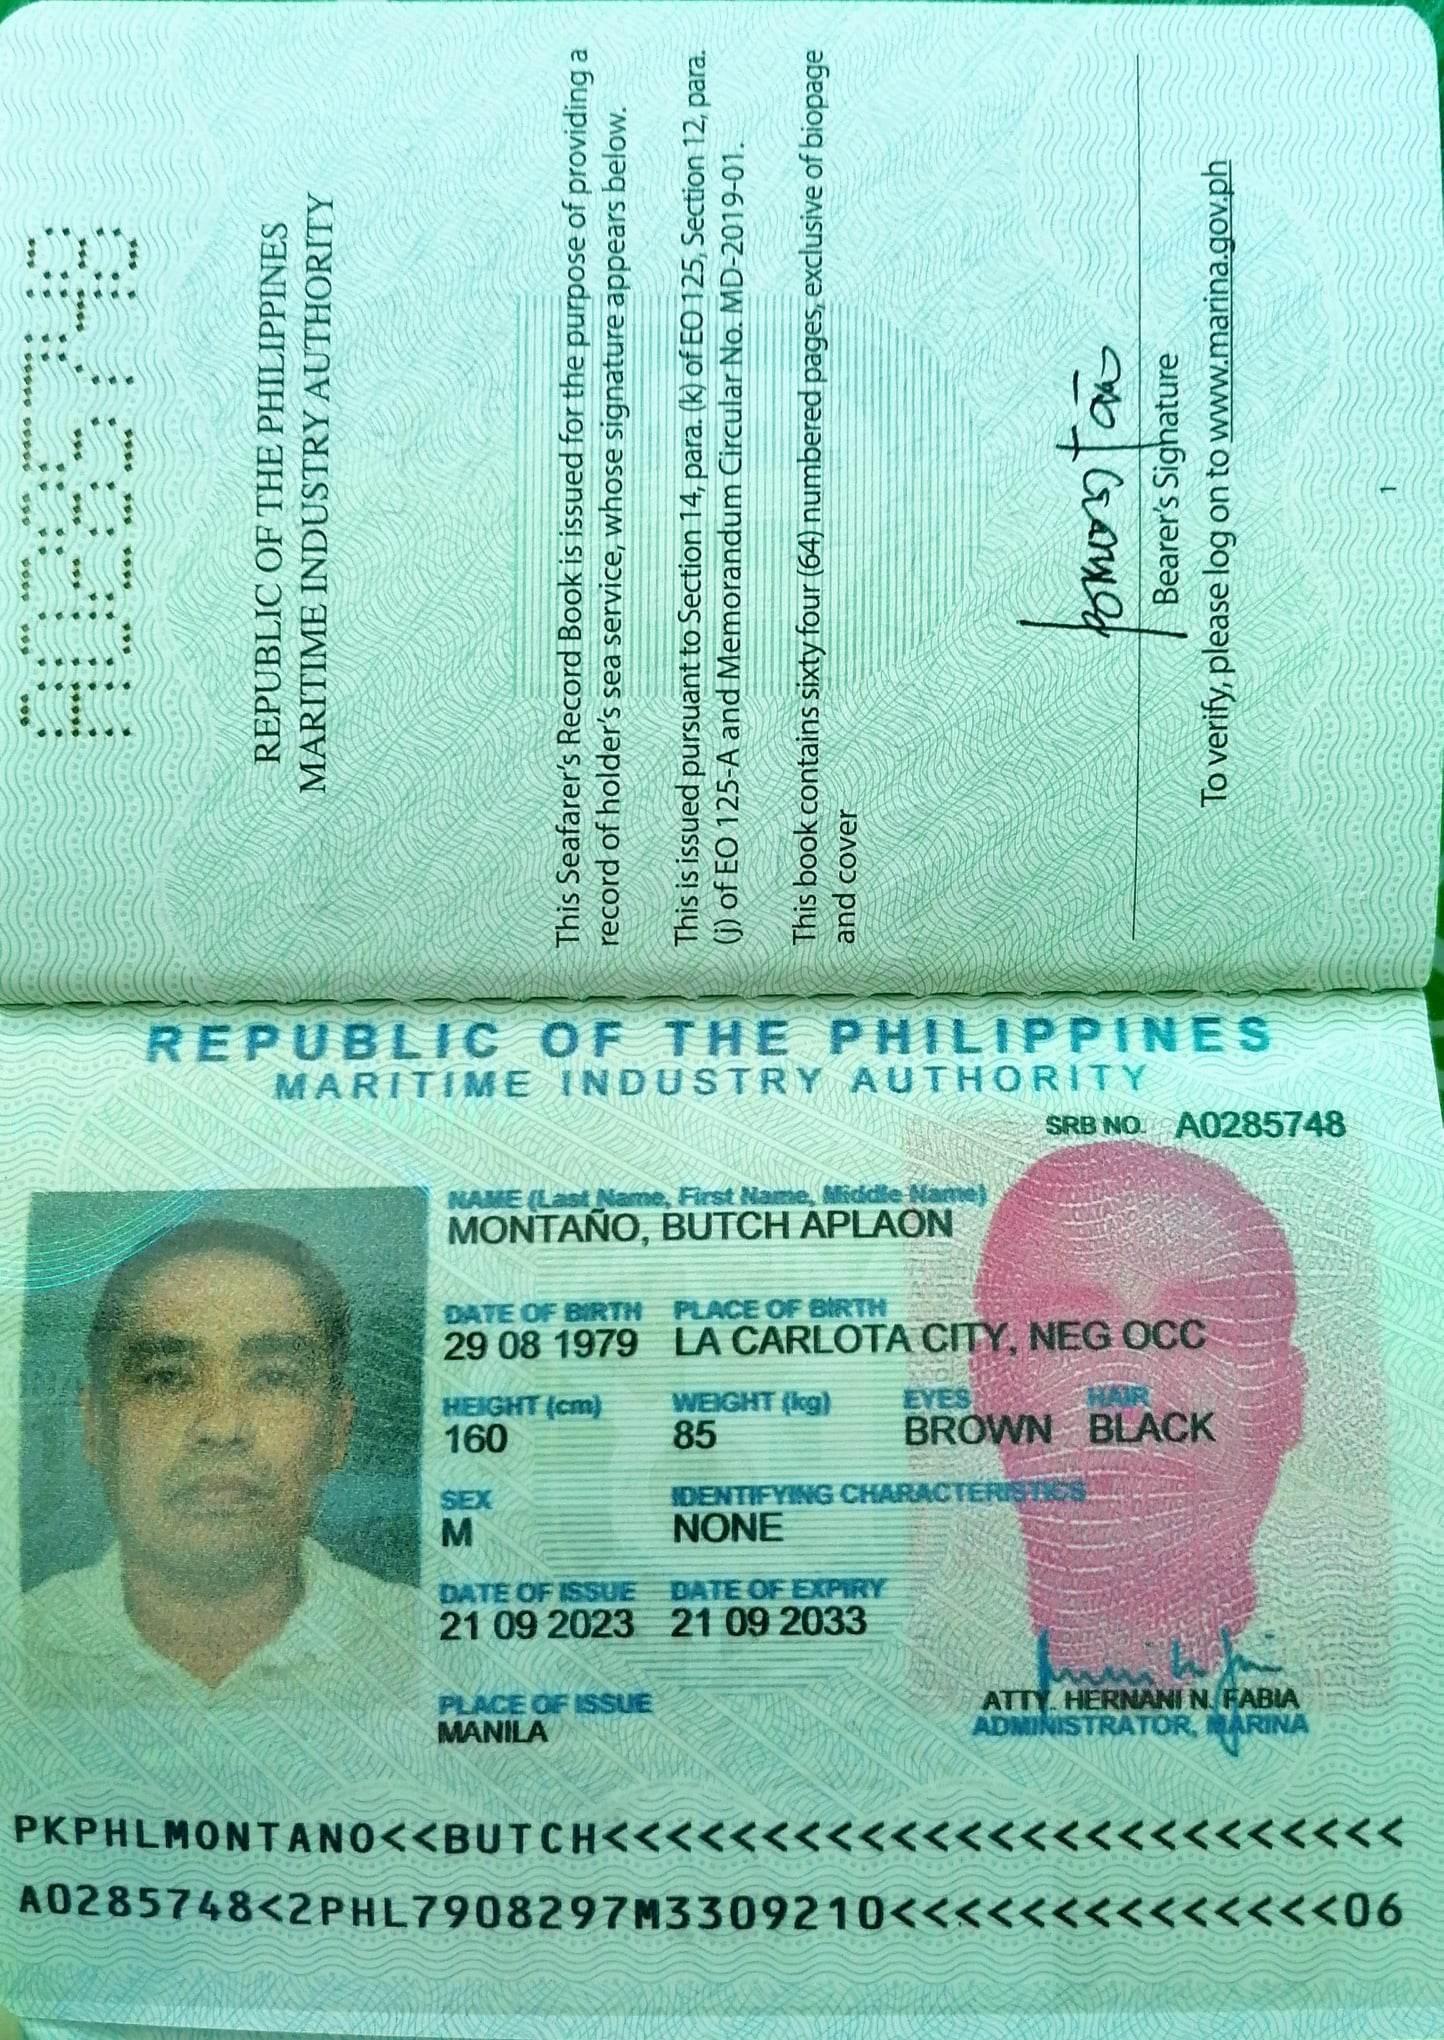 A0285748
REPUBLIC OF THE PHILIPPINES
MARITIME INDUSTRY AUTHORITY
This Seafarer's Record Book is issued for the purpose of providing a
record of holder's sea service, whose signature appears below.
This is issued pursuant to Section 14, para. (k) of EO 125, Section 12, para.
(j) of EO 125-A and Memorandum Circular No. MD-2019-01.
This book contains sixty four (64) numbered pages, exclusive of biopage
and cover
Bearer's Signature
To verify, please log on to www.marina.gov.ph
1
REPUBLIC OF THE PHILIPPINES
MARITIME INDUSTRY AUTHORITY
SRB NO. A0285748
NAME (Last Name, First Name, Middle Name)
MONTAÑO, BUTCH APLAON
DATE OF BIRTH PLACE OF BIRTH
29 08 1979 LA CARLOTA CITY, NEG OCC
HEIGHT (cm) WEIGHT (kg) EYES HAIR
160 85 BROWN BLACK
SEX IDENTIFYING CHARACTERISTICS
M NONE
DATE OF ISSUE DATE OF EXPIRY
21 09 2023 21 09 2033
PLACE OF ISSUE
MANILA
ATTY. HERNANI N. FABIA
ADMINISTRATOR, MARINA
PKPHLMONTANO<<BUTCH<<<<<<<<<<<<<<<<<<<<<<<<<
A0285748<2PHL7908297M3309210<<<<<<<<<<<<<<06